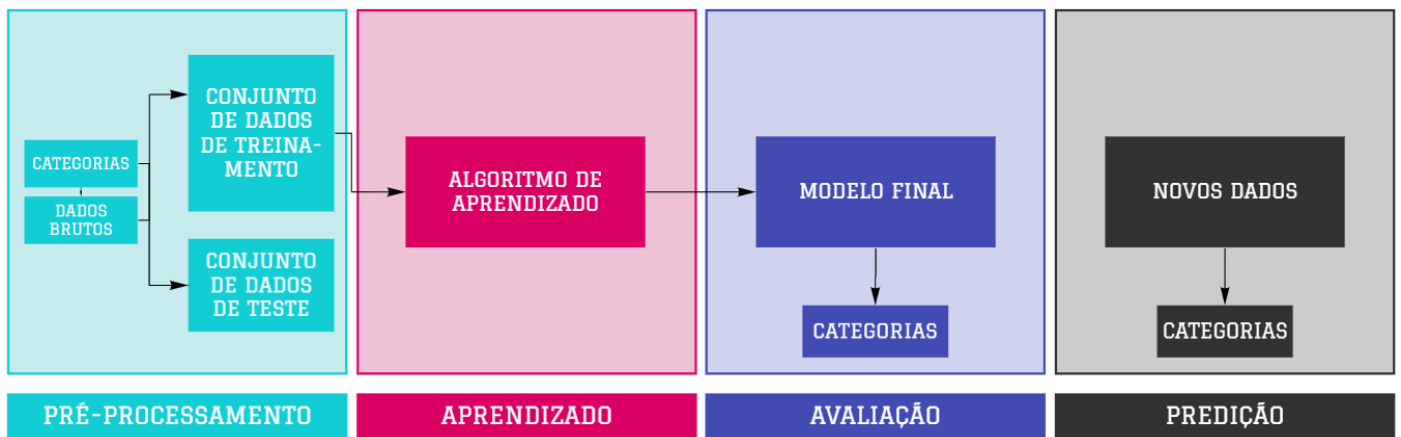 CATEGORIAS
DADOS
BRUTOS
CONJUNTO
DE DADOS
DE TREINA-
MENTO
CONJUNTO
DE DADOS
DE TESTE
ALGORITMO DE
APRENDIZADO
MODELO FINAL
CATEGORIAS
NOVOS DADOS
CATEGORIAS
PRÉ-PROCESSAMENTO
APRENDIZADO
AVALIAÇÃO
PREDIÇÃO